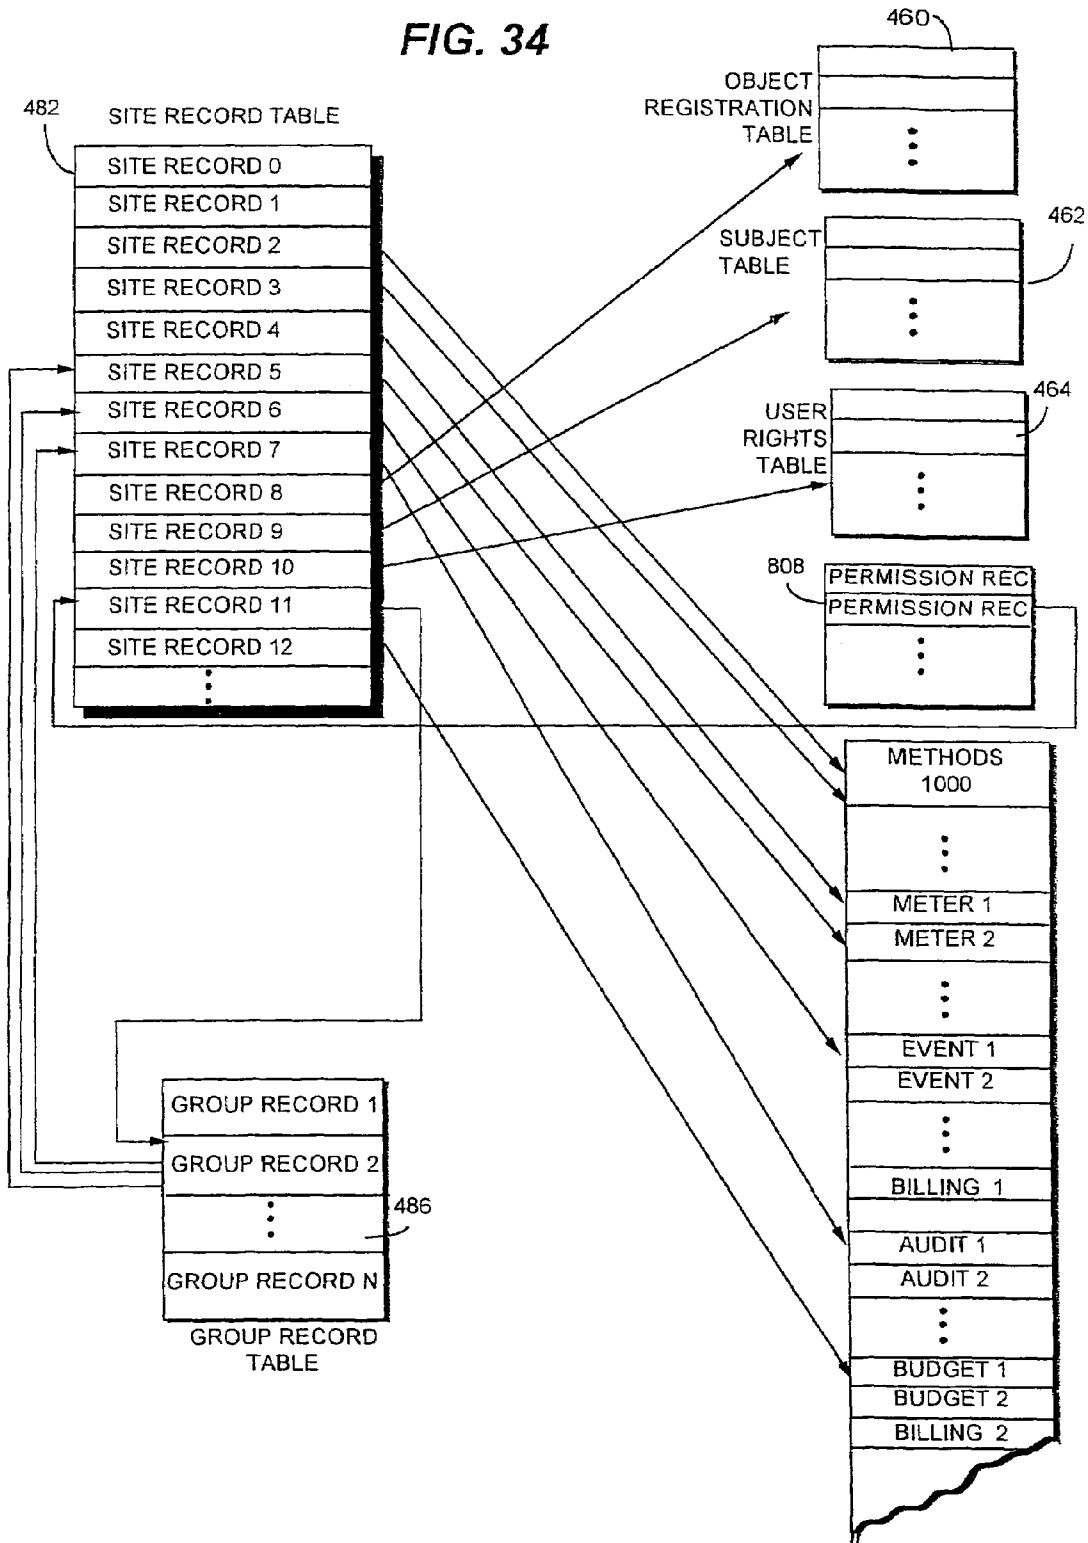 FIG. 34
460
OBJECT
REGISTRATION
TABLE
482
SITE RECORD TABLE
SITE RECORD 0
SITE RECORD 1
SITE RECORD 2
SITE RECORD 3
SITE RECORD 4
SITE RECORD 5
SITE RECORD 6
SITE RECORD 7
SITE RECORD 8
SITE RECORD 9
SITE RECORD 10
SITE RECORD 11
SITE RECORD 12
462
SUBJECT
TABLE
464
USER
RIGHTS
TABLE
808
PERMISSION REC
PERMISSION REC
METHODS
1000
METER 1
METER 2
EVENT 1
EVENT 2
BILLING 1
AUDIT 1
AUDIT 2
BUDGET 1
BUDGET 2
BILLING 2
GROUP RECORD 1
GROUP RECORD 2
486
GROUP RECORD N
GROUP RECORD
TABLE